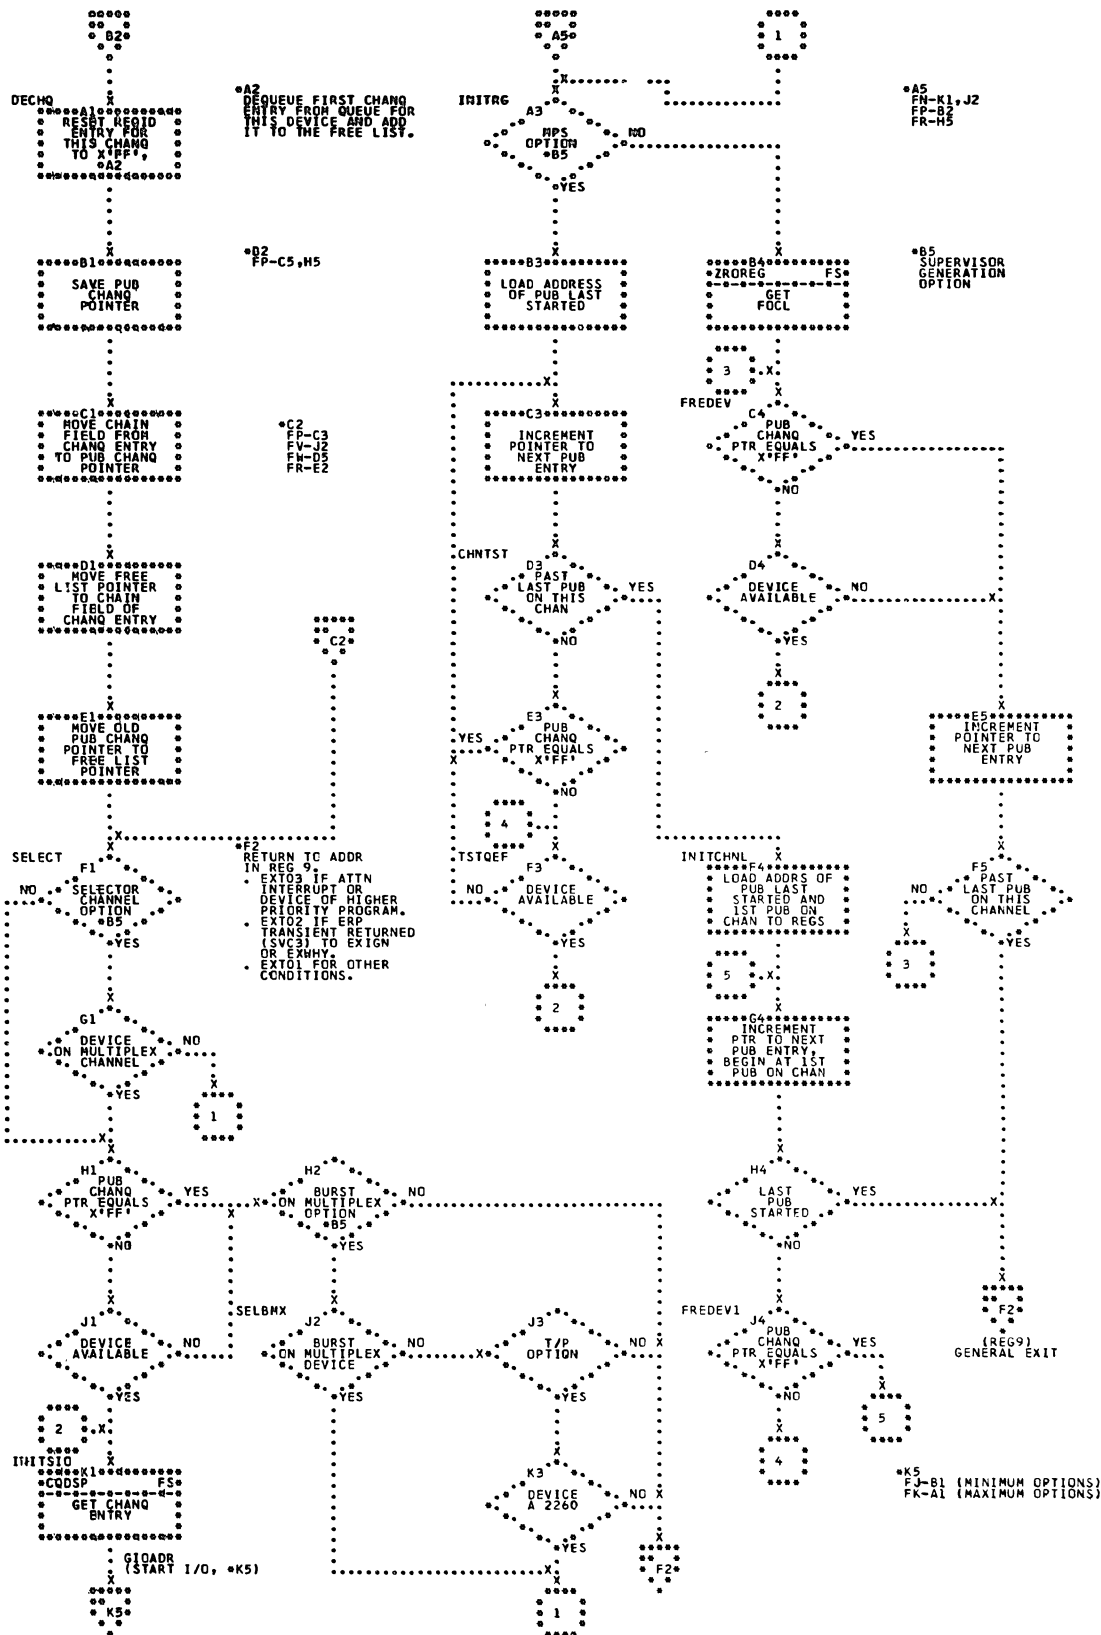 B2
A5
1
DECHQ
A1
RESET REQID
ENTRY FOR
THIS CHANQ
TO X'FF',
*A2
*A2
DEQUEUE FIRST CHANQ
ENTRY FROM QUEUE FOR
THIS DEVICE AND ADD
IT TO THE FREE LIST.
INITRG
A3
MPS
OPTION
*B5
NO
YES
*A5
FN-K1,J2
FP-B2
FR-H5
B1
SAVE PUB
CHANQ
POINTER
*B2
FP-C5,H5
B3
LOAD ADDRESS
OF PUB LAST
STARTED
B4
ZROREG FS
GET
FOCL
*B5
SUPERVISOR
GENERATION
OPTION
3
FREDEV
C1
MOVE CHAIN
FIELD FROM
CHANQ ENTRY
TO PUB CHANQ
POINTER
*C2
FP-C3
FV-J2
FW-D5
FR-E2
C3
INCREMENT
POINTER TO
NEXT PUB
ENTRY
C4
PUB
CHANQ
PTR EQUALS
X'FF'
YES
NO
D1
MOVE FREE
LIST POINTER
TO CHAIN
FIELD OF
CHANQ ENTRY
C2
CHNTST
D3
PAST
LAST PUB
ON THIS
CHAN
YES
NO
D4
DEVICE
AVAILABLE
NO
YES
2
E1
MOVE OLD
PUB CHANQ
POINTER TO
FREE LIST
POINTER
E3
PUB
CHANQ
PTR EQUALS
X'FF'
YES
NO
4
E5
INCREMENT
POINTER TO
NEXT PUB
ENTRY
SELECT
F1
SELECTOR
CHANNEL
OPTION
*B5
NO
YES
*F2
RETURN TO ADDR
IN REG 9.
. EXT03 IF ATTN
INTERRUPT OR
DEVICE OF HIGHER
PRIORITY PROGRAM.
. EXT02 IF ERP
TRANSIENT RETURNED
(SVC3) TO EXIGN
OR EXWHY.
. EXT01 FOR OTHER
CONDITIONS.
TSTQEF
F3
DEVICE
AVAILABLE
NO
YES
2
INITCHNL
F4
LOAD ADDRS OF
PUB LAST
STARTED AND
1ST PUB ON
CHAN TO REGS
F5
PAST
LAST PUB
ON THIS
CHANNEL
NO
YES
3
5
G1
DEVICE
ON MULTIPLEX
CHANNEL
NO
YES
1
G4
INCREMENT
PTR TO NEXT
PUB ENTRY,
BEGIN AT 1ST
PUB ON CHAN
H1
PUB
CHANQ
PTR EQUALS
X'FF'
YES
NO
H2
BURST
ON MULTIPLEX
OPTION
*B5
NO
YES
H4
LAST
PUB
STARTED
YES
NO
J1
DEVICE
AVAILABLE
NO
YES
SELBMX
J2
BURST
ON MULTIPLEX
DEVICE
NO
YES
J3
T/P
OPTION
NO
YES
FREDEV1
J4
PUB
CHANQ
PTR EQUALS
X'FF'
YES
NO
F2
(REG9)
GENERAL EXIT
2
4
5
INITSIO
K1
CQDSP FS
GET CHANQ
ENTRY
K3
DEVICE
A 2260
NO
YES
*K5
FJ-B1 (MINIMUM OPTIONS)
FK-A1 (MAXIMUM OPTIONS)
GIOADR
(START I/O, *K5)
K5
1
F2